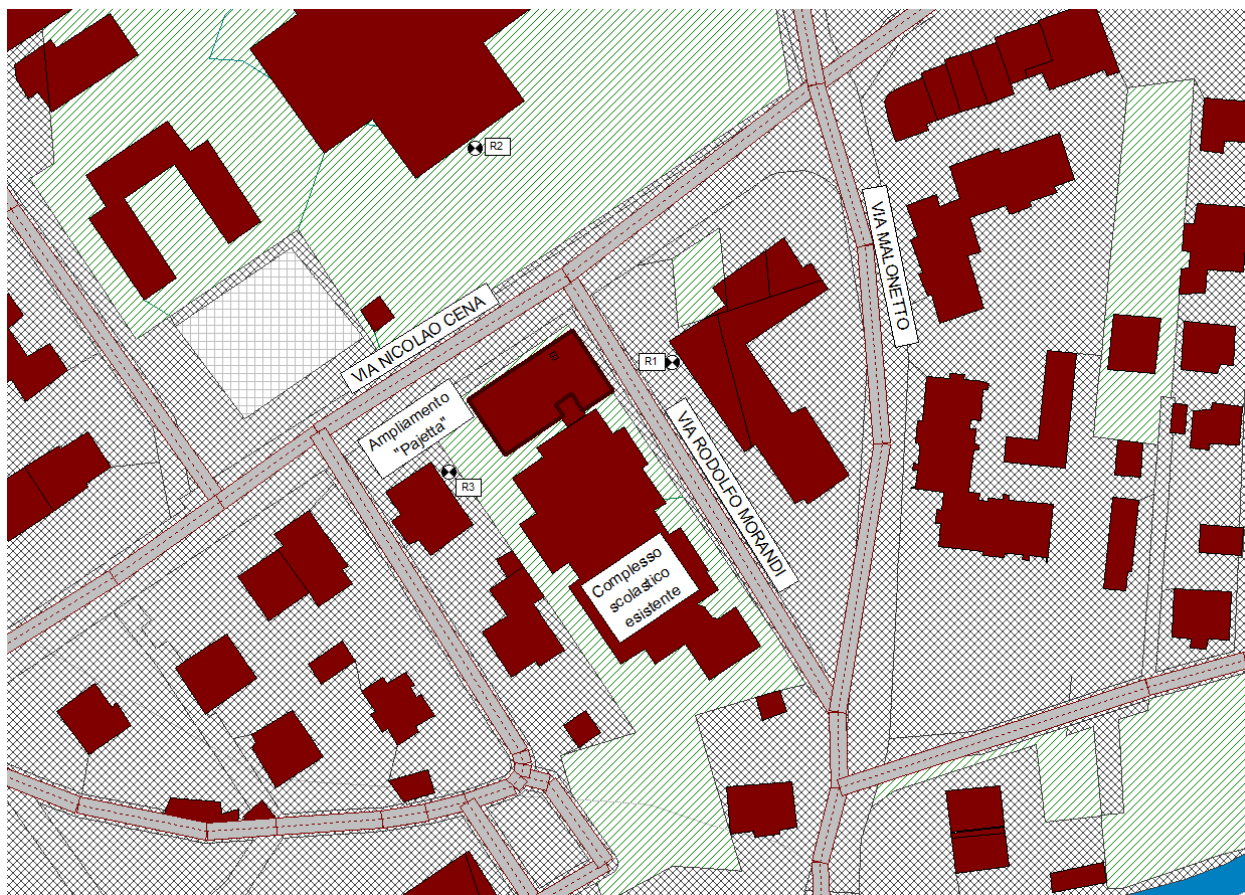 R2
VIA MALONETTO
VIA NICOLAO CENA
R1
Ampliamento
"Pajetta"
R3
VIA RODOLFO MORANDI
Complesso
scolastico
esistente